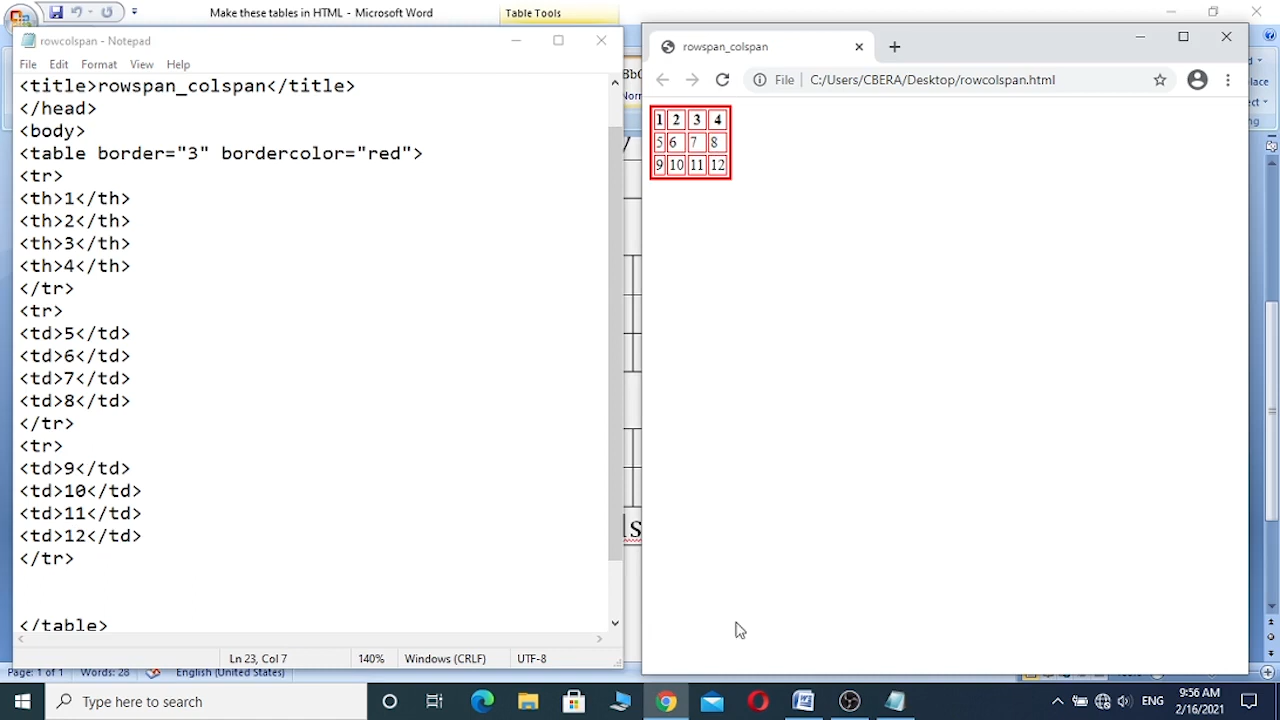 Make these tables in HTML - Microsoft Word
Table Tools
rowcolspan - Notepad
File Edit Format View Help
<title>rowspan_colspan</title>
</head>
<body>
<table border="3" bordercolor="red">
<tr>
<th>1</th>
<th>2</th>
<th>3</th>
<th>4</th>
</tr>
<tr>
<td>5</td>
<td>6</td>
<td>7</td>
<td>8</td>
</tr>
<tr>
<td>9</td>
<td>10</td>
<td>11</td>
<td>12</td>
</tr>
</table>
Ln 23, Col 7 140% Windows (CRLF) UTF-8
Page: 1 of 1 Words: 28 English (United States)
rowspan_colspan
File C:/Users/CBERA/Desktop/rowcolspan.html
1 2 3 4
5 6 7 8
9 10 11 12
Type here to search
ENG
9:56 AM
2/16/2021